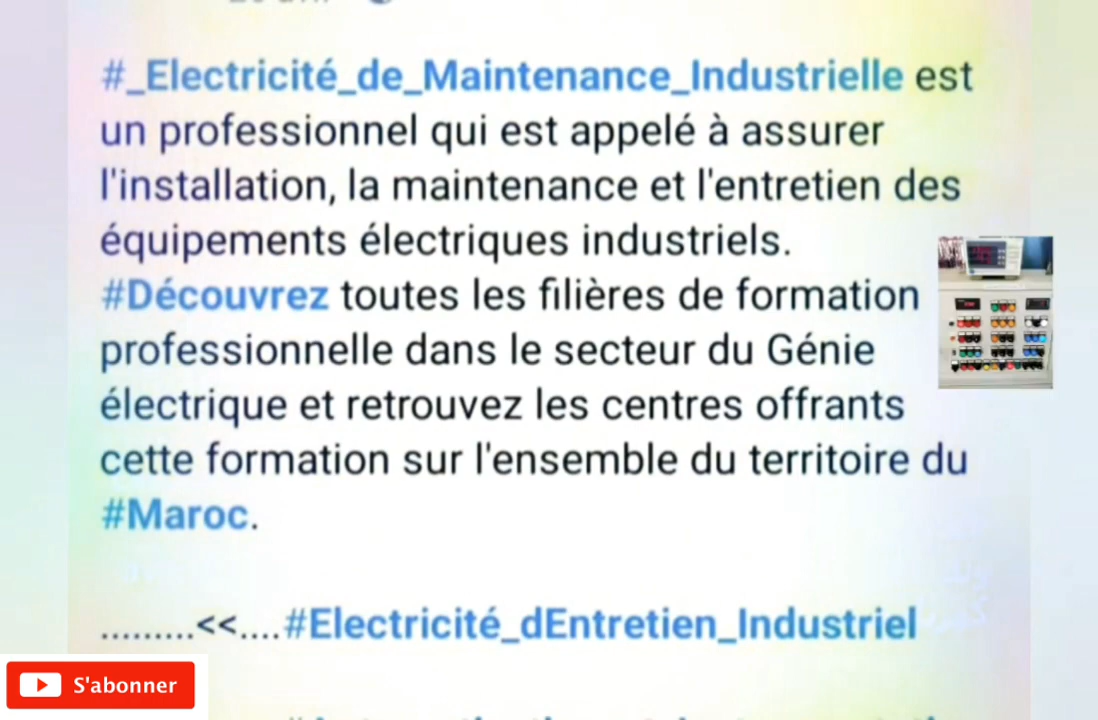 #_Electricité_de_Maintenance_Industrielle est
un professionnel qui est appelé à assurer
l'installation, la maintenance et l'entretien des
équipements électriques industriels.
#Découvrez toutes les filières de formation
professionnelle dans le secteur du Génie
électrique et retrouvez les centres offrants
cette formation sur l'ensemble du territoire du
#Maroc.
.........<<....#Electricité_dEntretien_Industriel
S'abonner